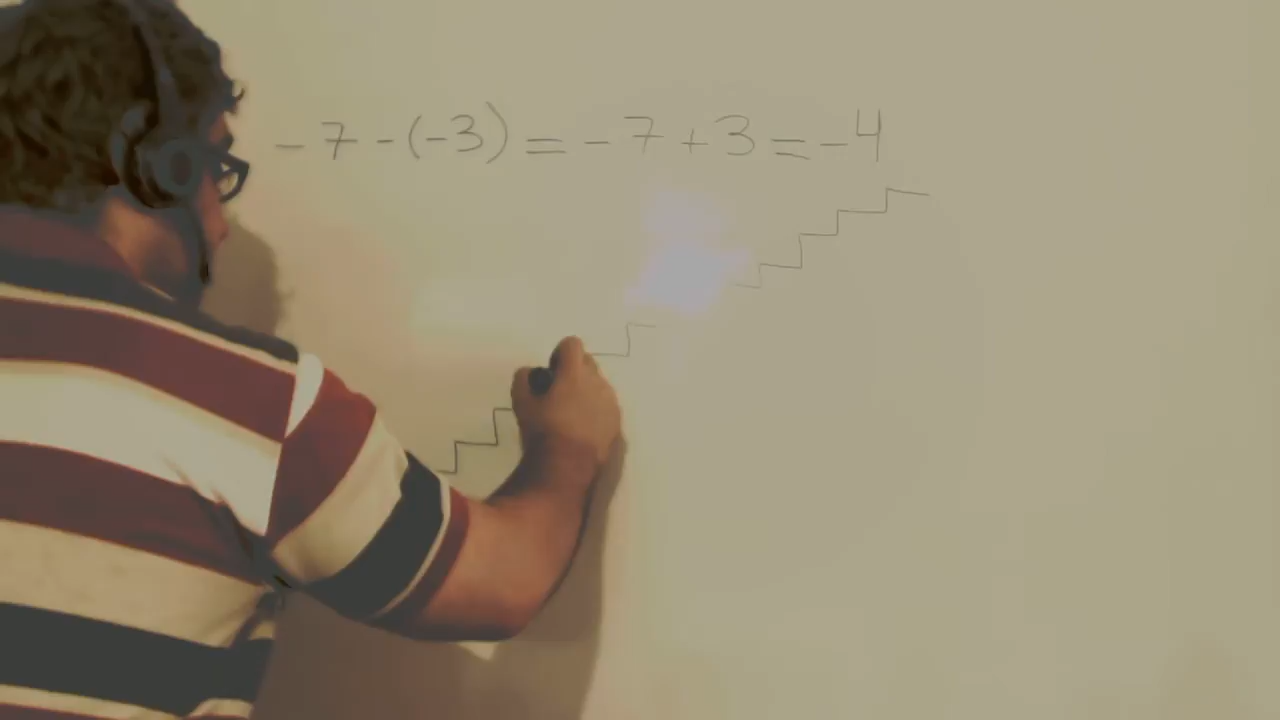 -7-(-3) = -7+3 = -4